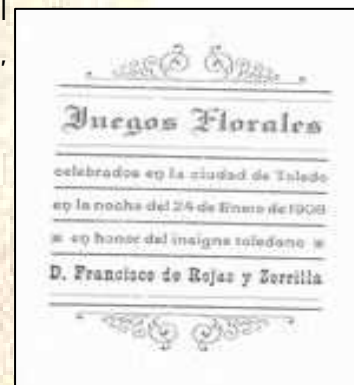 Juegos Florales
celebrados en la ciudad de Toledo
en la noche del 24 de Enero de 1908
en honor del insigne toledano
D. Francisco de Rojas y Zorrilla